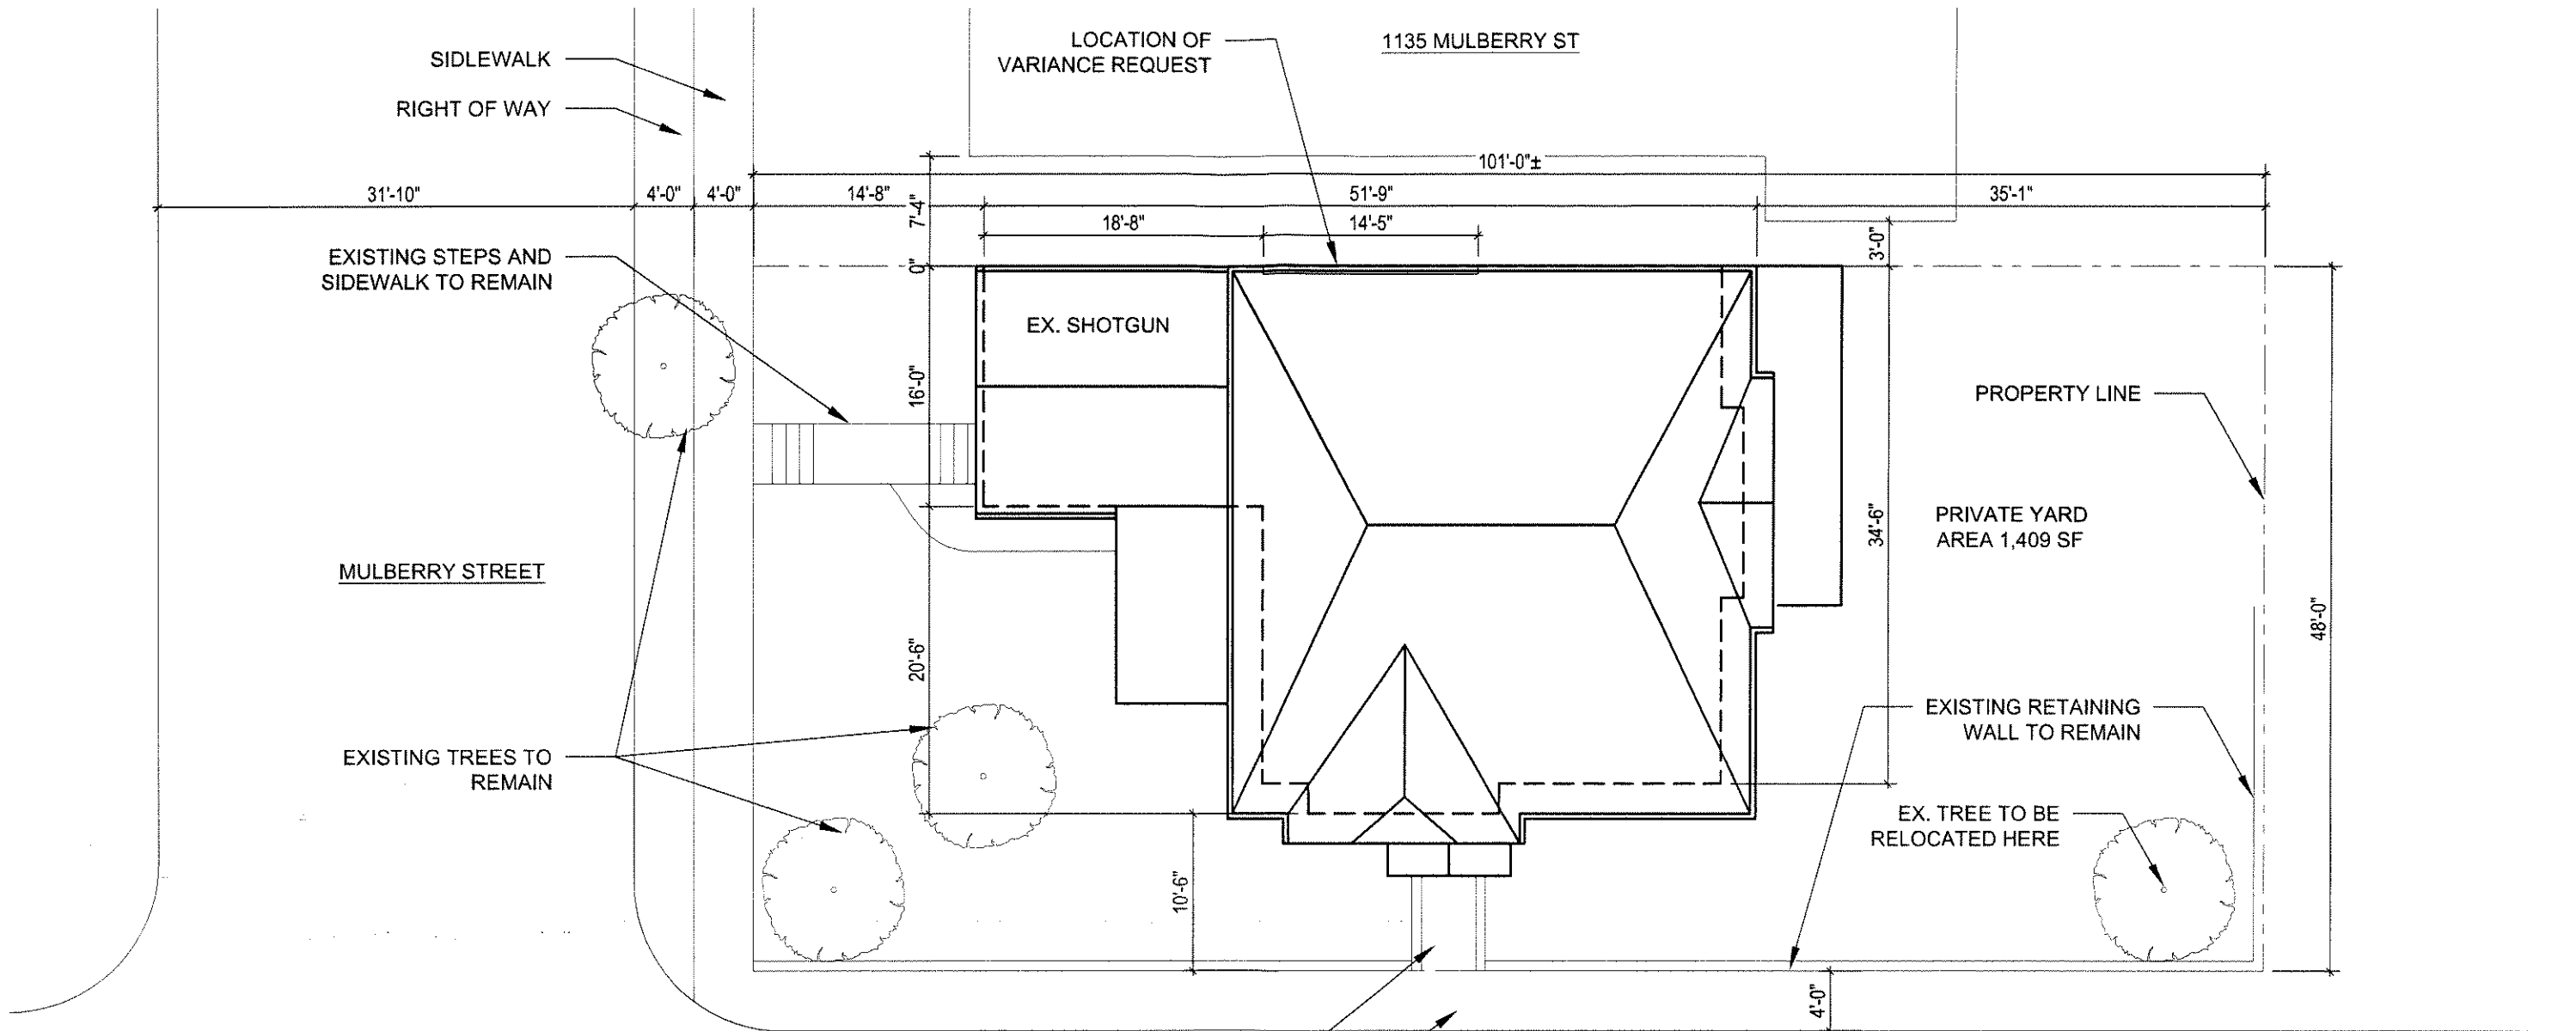 LOCATION OF
VARIANCE REQUEST
1135 MULBERRY ST
SIDLEWALK
RIGHT OF WAY
101'-0"±
31'-10"
4'-0"
4'-0"
14'-8"
51'-9"
35'-1"
7'-4"
18'-8"
14'-5"
3'-0"
0"
EXISTING STEPS AND
SIDEWALK TO REMAIN
EX. SHOTGUN
16'-0"
PROPERTY LINE
34'-6"
PRIVATE YARD
AREA 1,409 SF
MULBERRY STREET
48'-0"
20'-6"
EXISTING RETAINING
WALL TO REMAIN
EXISTING TREES TO
REMAIN
EX. TREE TO BE
RELOCATED HERE
10'-6"
4'-0"